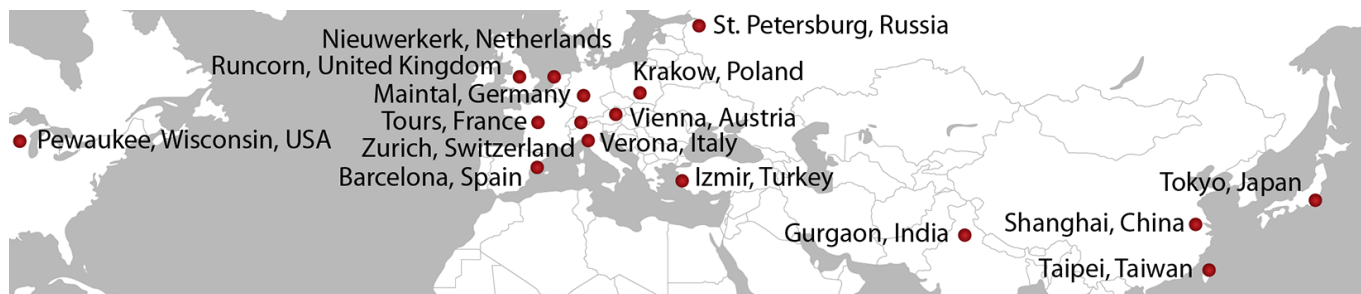 St. Petersburg, Russia
Nieuwerkerk, Netherlands
Runcorn, United Kingdom
Krakow, Poland
Maintal, Germany
Tours, France
Vienna, Austria
Pewaukee, Wisconsin, USA
Zurich, Switzerland
Verona, Italy
Barcelona, Spain
Izmir, Turkey
Tokyo, Japan
Shanghai, China
Gurgaon, India
Taipei, Taiwan